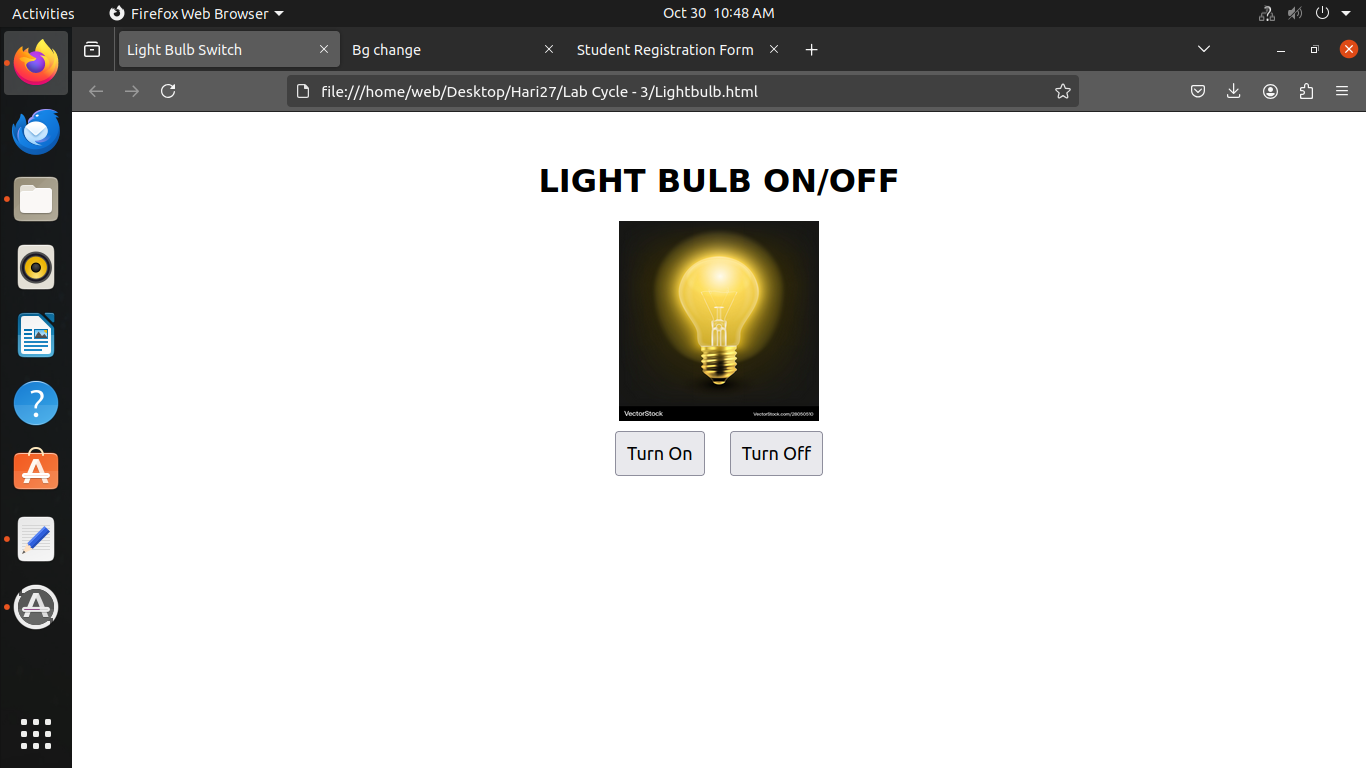 Activities
Firefox Web Browser
Oct 30 10:48 AM
Light Bulb Switch
Bg change
Student Registration Form
file:///home/web/Desktop/Hari27/Lab Cycle - 3/Lightbulb.html
LIGHT BULB ON/OFF
VectorStock
VectorStock.com/28050510
Turn On
Turn Off